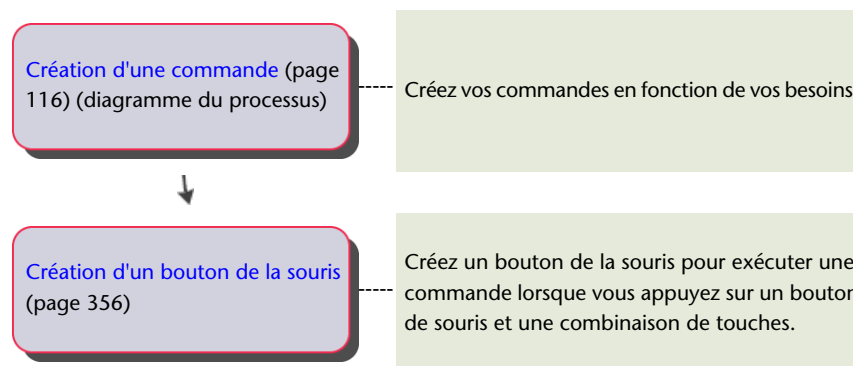 Création d'une commande (page
116) (diagramme du processus)
Créez vos commandes en fonction de vos besoins
Création d'un bouton de la souris
(page 356)
Créez un bouton de la souris pour exécuter une
commande lorsque vous appuyez sur un bouton
de souris et une combinaison de touches.